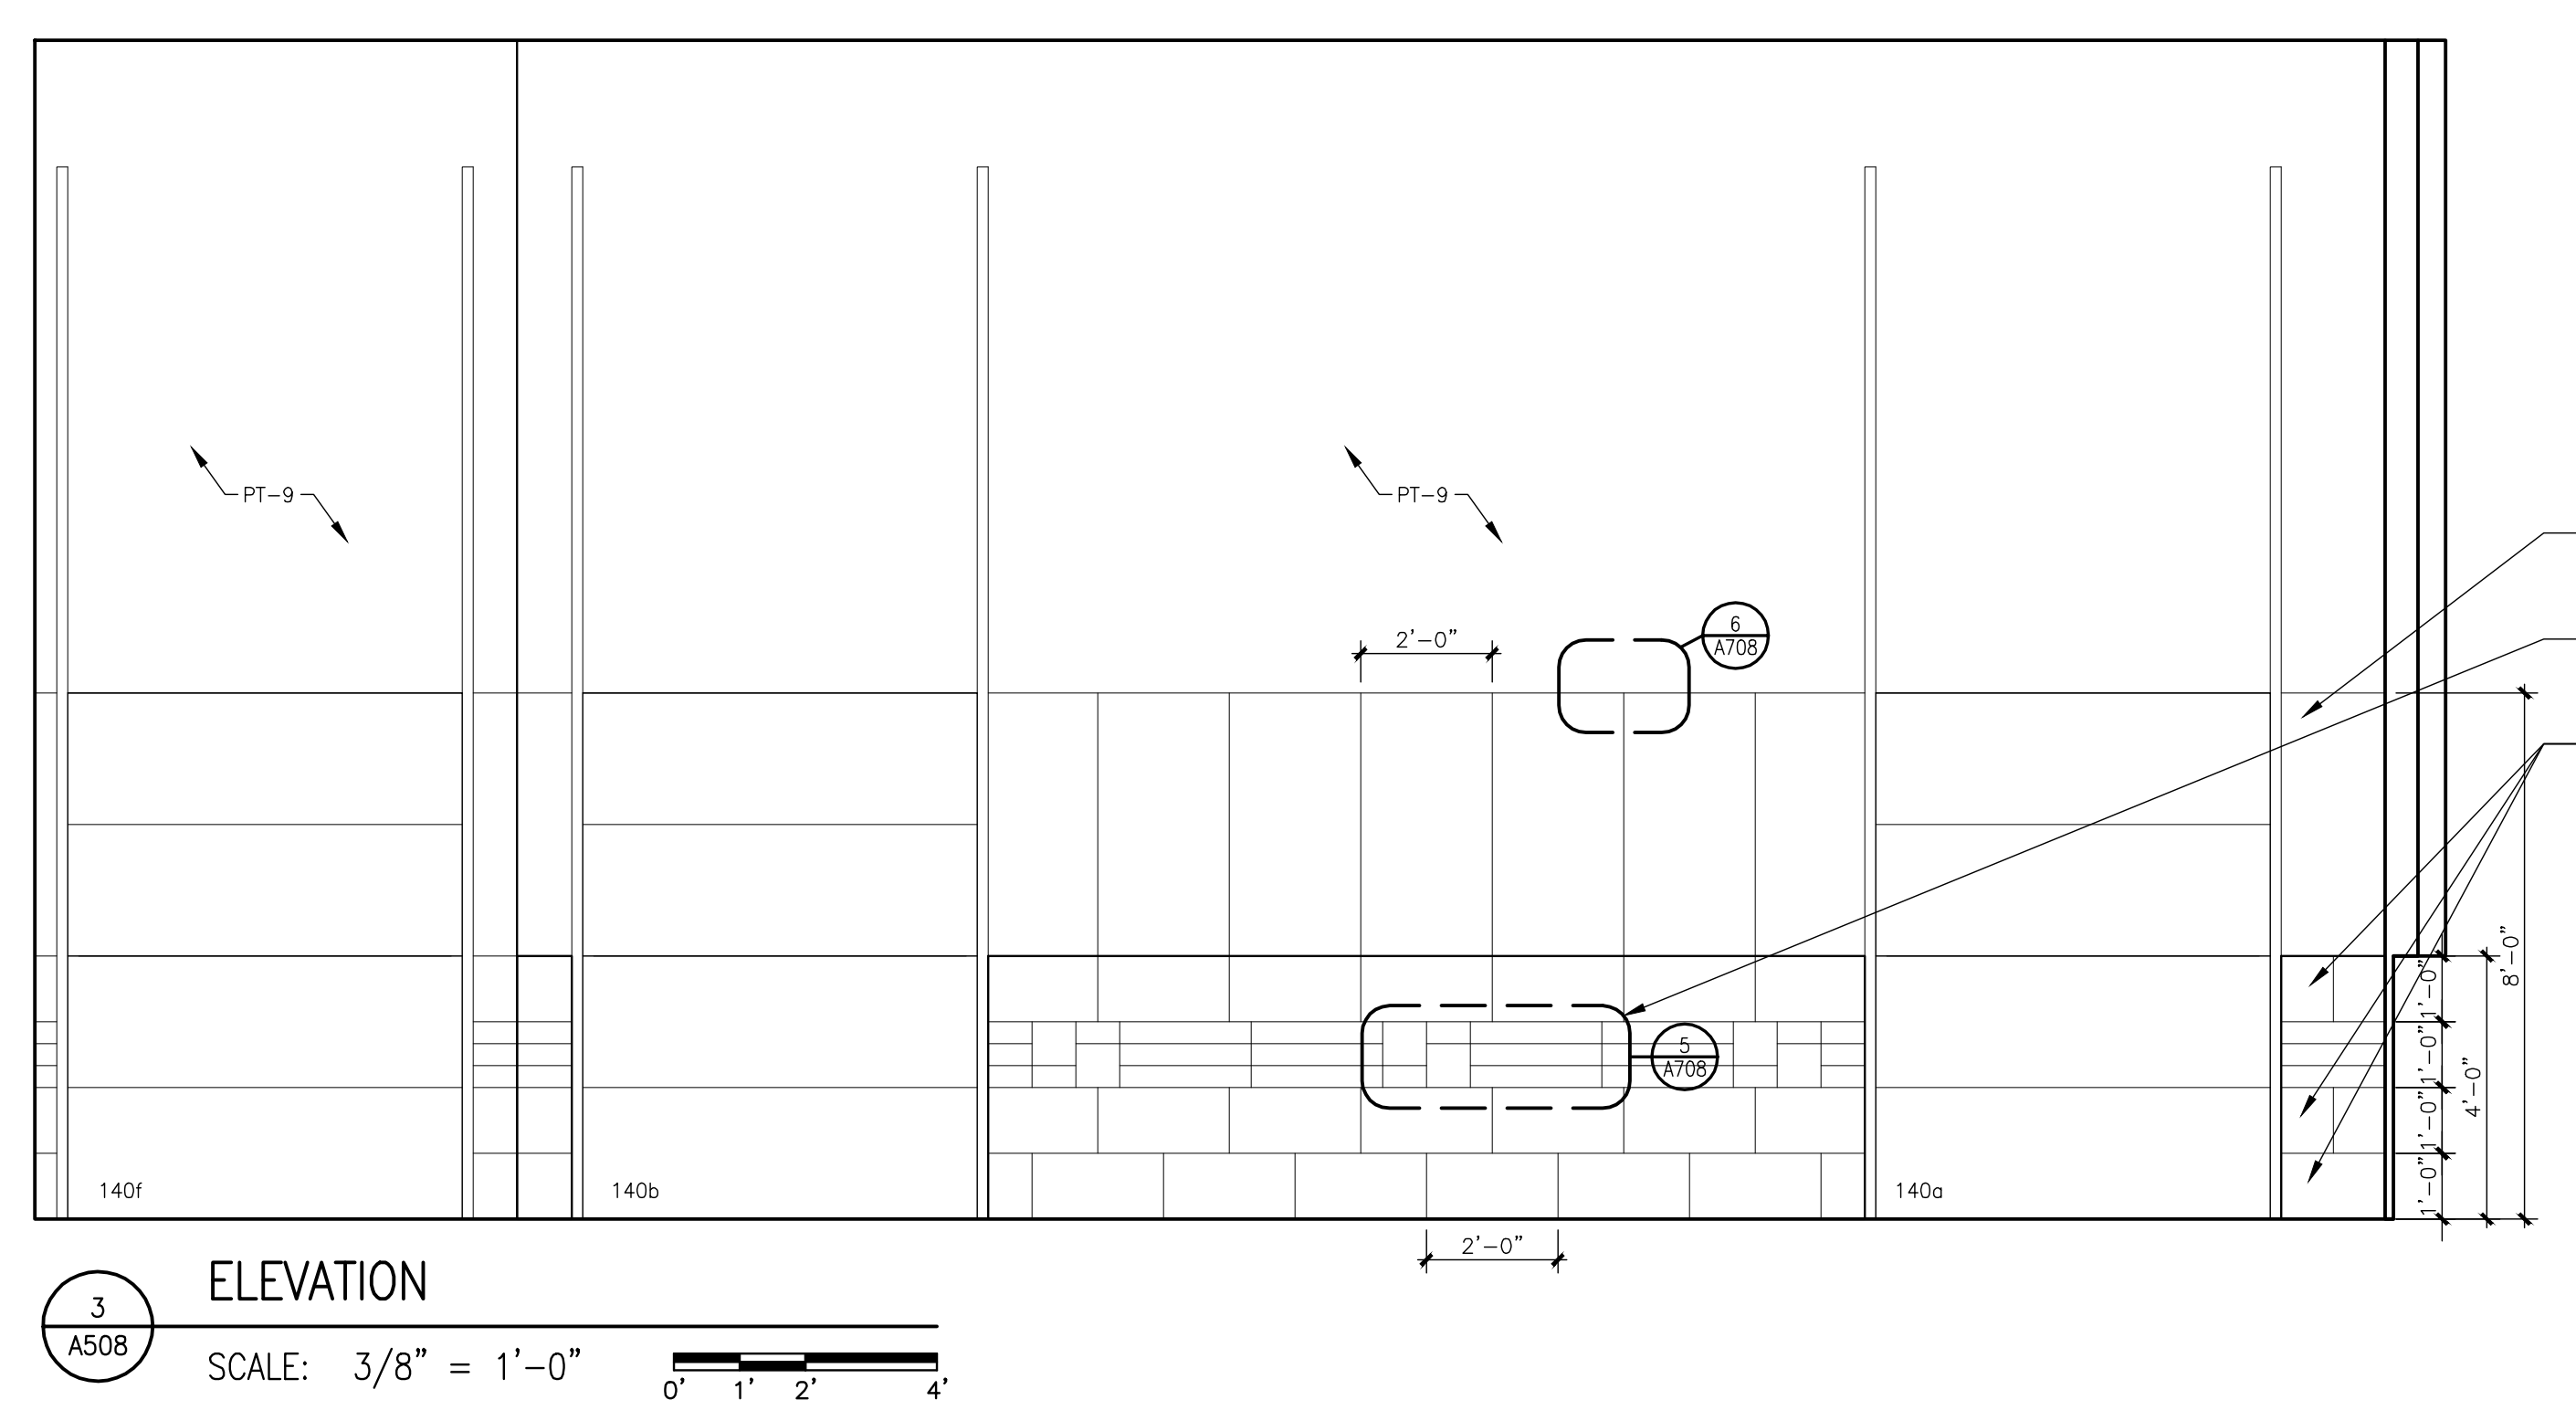 PT-9
PT-9
6
A708
2'-0"
8'-0"
1'-0"
1'-0"
4'-0"
1'-0"
1'-0"
5
A708
140f
140b
140a
2'-0"
ELEVATION
3
A508
SCALE: 3/8" = 1'-0"
0' 1' 2' 4'